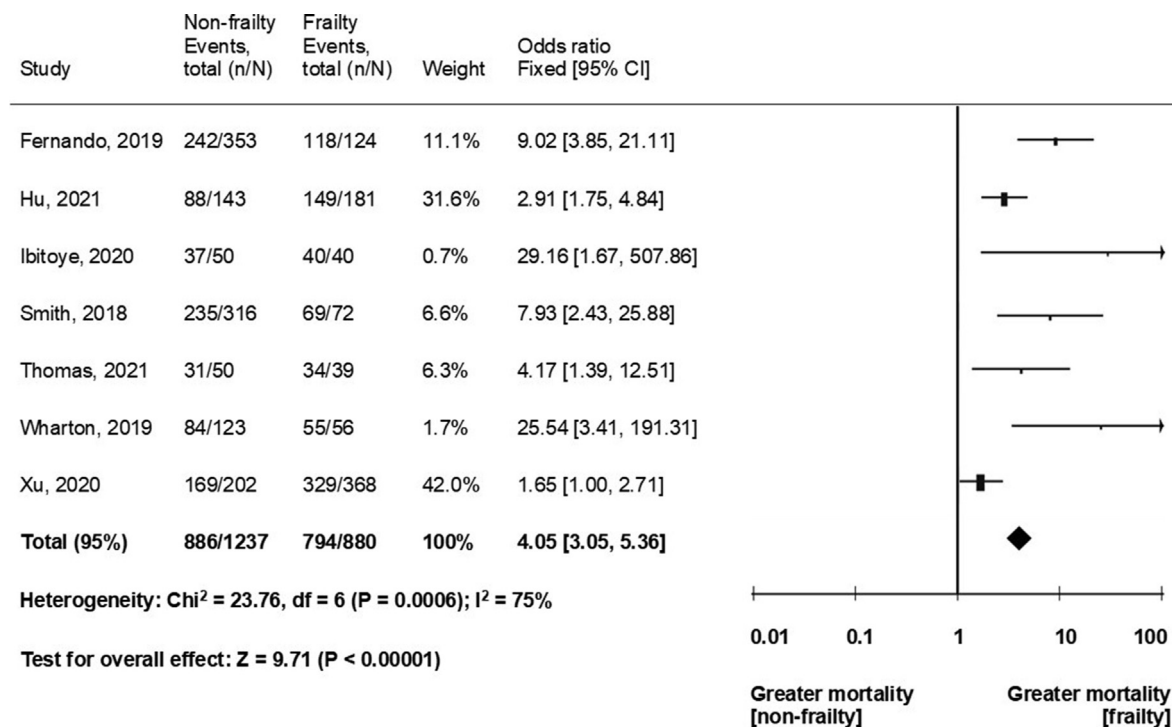 Study Non-frailty Events, total (n/N) Frailty Events, total (n/N) Weight Odds ratio Fixed [95% CI]
Fernando, 2019 242/353 118/124 11.1% 9.02 [3.85, 21.11]
Hu, 2021 88/143 149/181 31.6% 2.91 [1.75, 4.84]
Ibitoye, 2020 37/50 40/40 0.7% 29.16 [1.67, 507.86]
Smith, 2018 235/316 69/72 6.6% 7.93 [2.43, 25.88]
Thomas, 2021 31/50 34/39 6.3% 4.17 [1.39, 12.51]
Wharton, 2019 84/123 55/56 1.7% 25.54 [3.41, 191.31]
Xu, 2020 169/202 329/368 42.0% 1.65 [1.00, 2.71]
Total (95%) 886/1237 794/880 100% 4.05 [3.05, 5.36]
Heterogeneity: Chi² = 23.76, df = 6 (P = 0.0006); I² = 75%
Test for overall effect: Z = 9.71 (P < 0.00001)
0.01 0.1 1 10 100
Greater mortality [non-frailty]
Greater mortality [frailty]